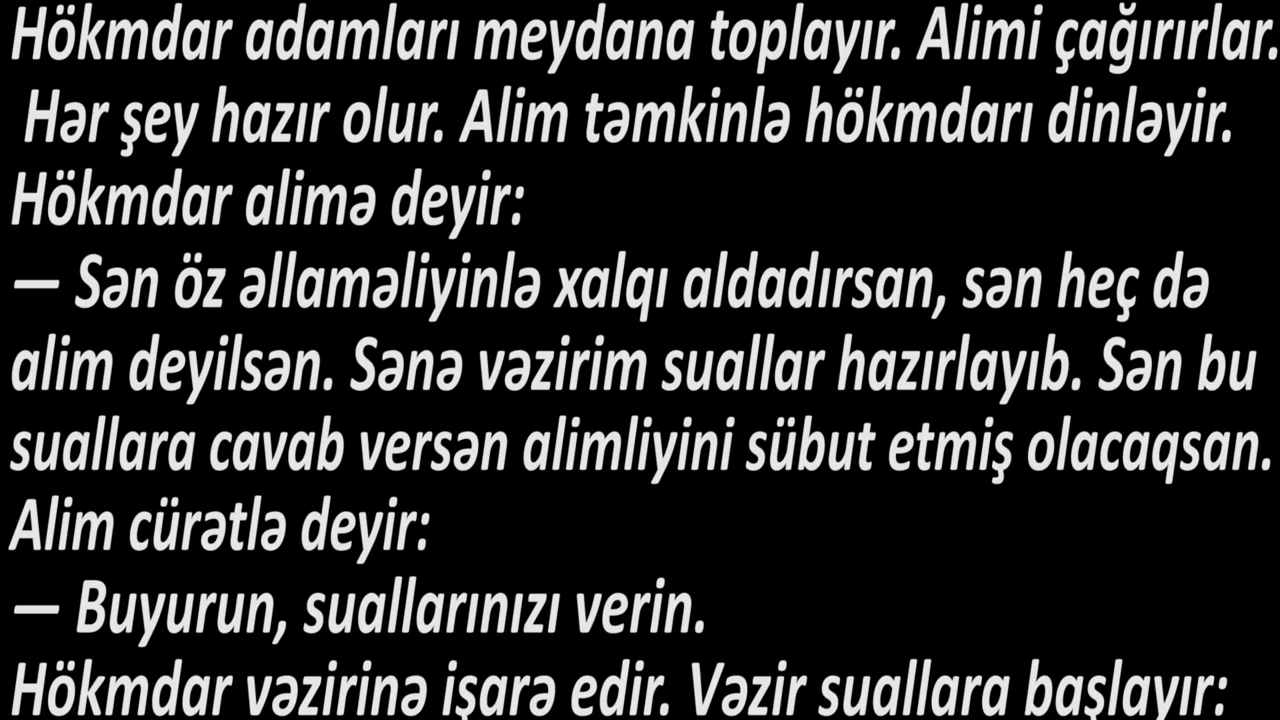 Hökmdar adamları meydana toplayır. Alimi çağırırlar.
Hər şey hazır olur. Alim təmkinlə hökmdarı dinləyir.
Hökmdar alimə deyir:
— Sən öz əllaməliyinlə xalqı aldadırsan, sən heç də
alim deyilsən. Sənə vəzirim suallar hazırlayıb. Sən bu
suallara cavab versən alimliyini sübut etmiş olacaqsan.
Alim cürətlə deyir:
— Buyurun, suallarınızı verin.
Hökmdar vəzirinə işarə edir. Vəzir suallara başlayır: